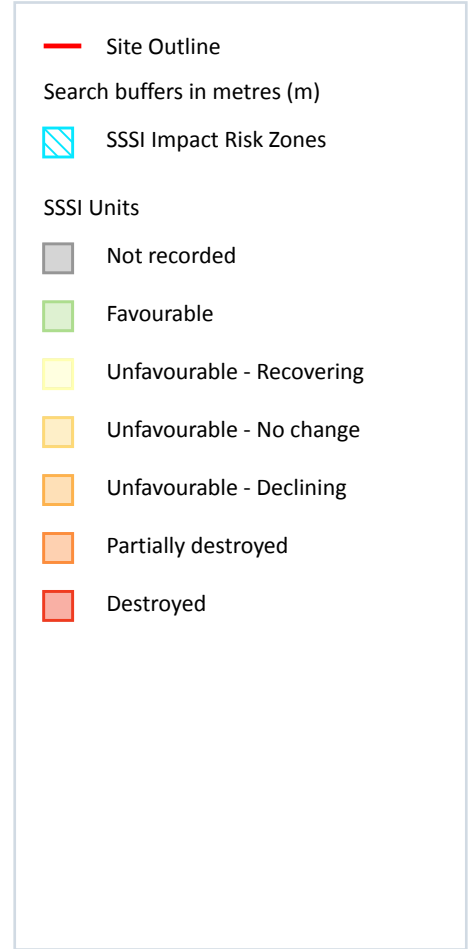 Site Outline
Search buffers in metres (m)
SSSI Impact Risk Zones
SSSI Units
Not recorded
Favourable
Unfavourable - Recovering
Unfavourable - No change
Unfavourable - Declining
Partially destroyed
Destroyed